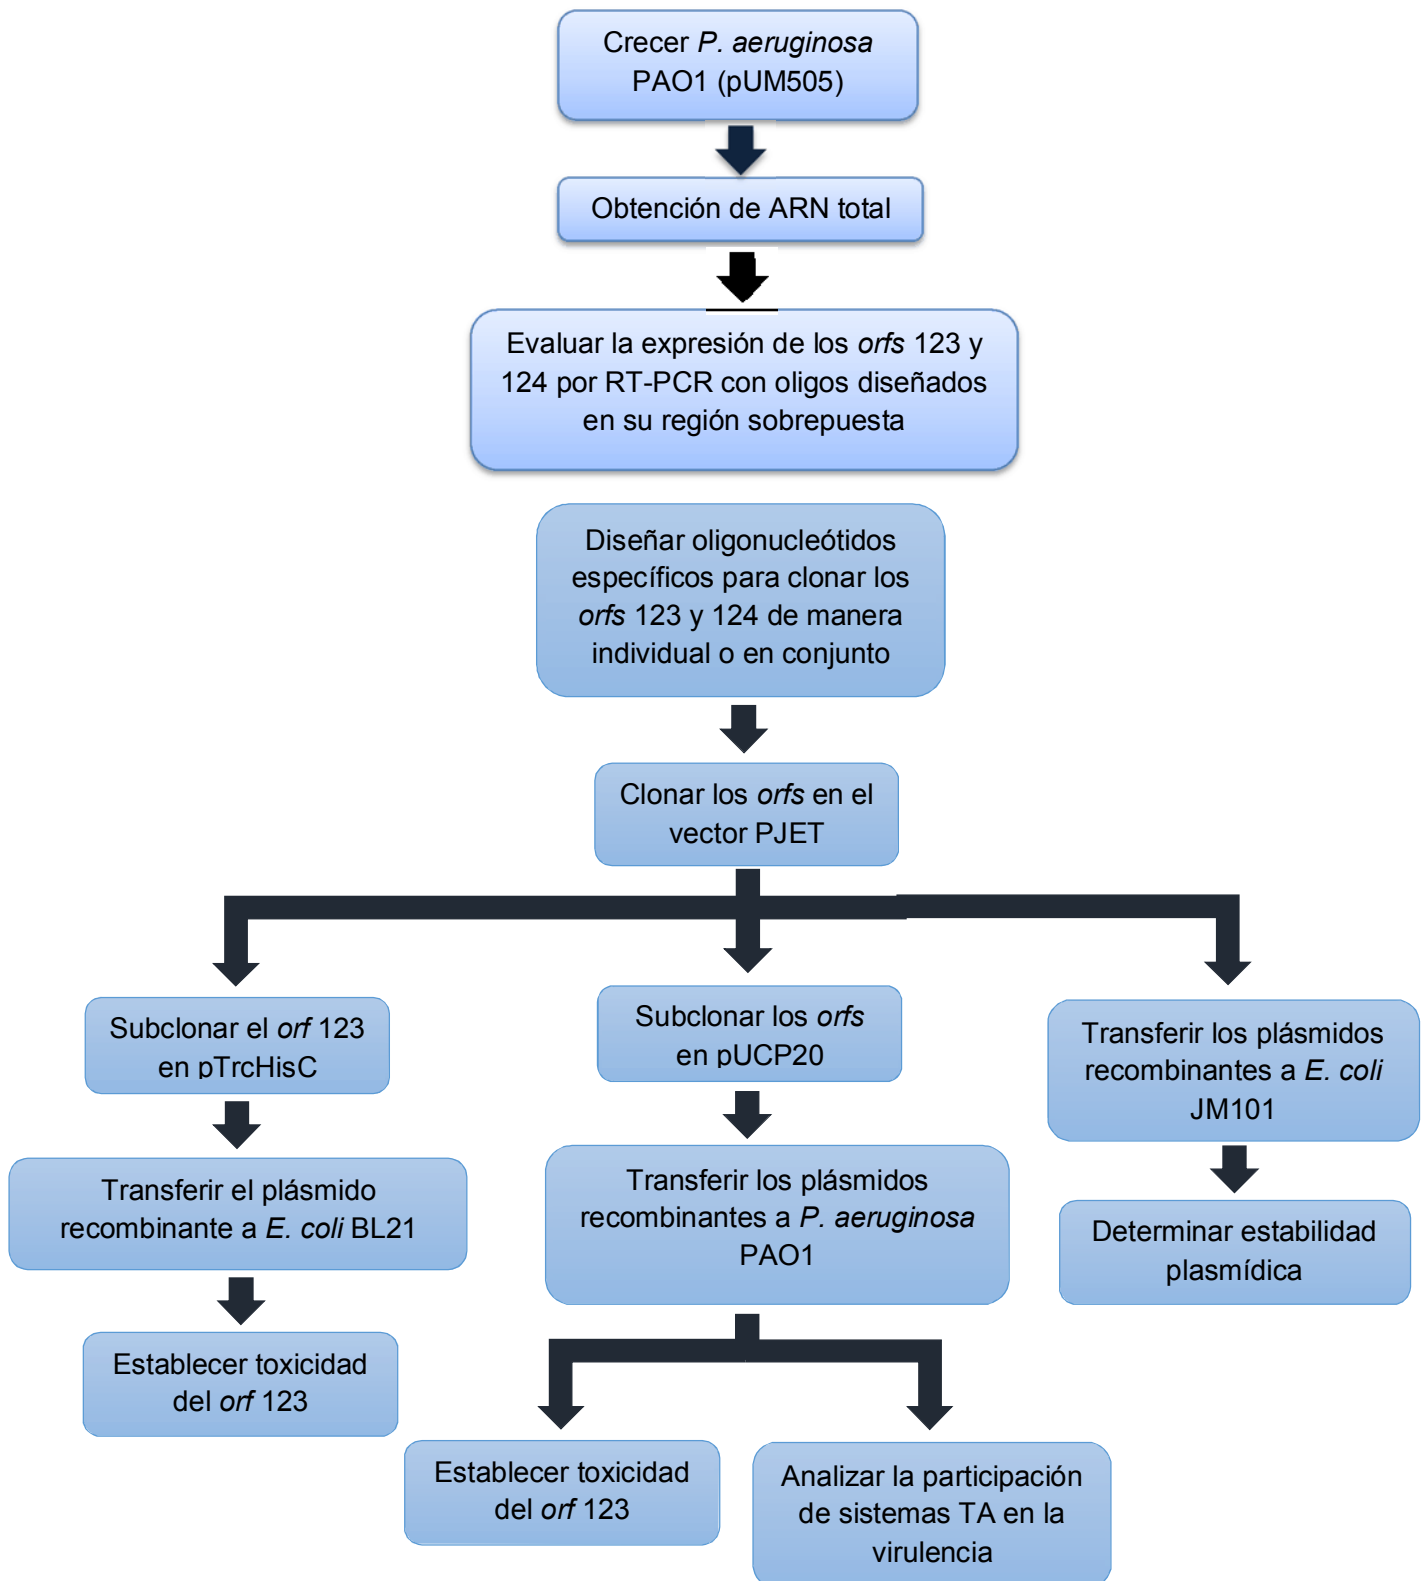 Crecer P. aeruginosa
PAO1 (pUM505)
Obtención de ARN total
Evaluar la expresión de los orfs 123 y
124 por RT-PCR con oligos diseñados
en su región sobrepuesta
Diseñar oligonucleótidos
específicos para clonar los
orfs 123 y 124 de manera
individual o en conjunto
Clonar los orfs en el
vector PJET
Subclonar el orf 123
en pTrcHisC
Transferir el plásmido
recombinante a E. coli BL21
Establecer toxicidad
del orf 123
Subclonar los orfs
en pUCP20
Transferir los plásmidos
recombinantes a P. aeruginosa
PAO1
Establecer toxicidad
del orf 123
Analizar la participación
de sistemas TA en la
virulencia
Transferir los plásmidos
recombinantes a E. coli
JM101
Determinar estabilidad
plasmídica